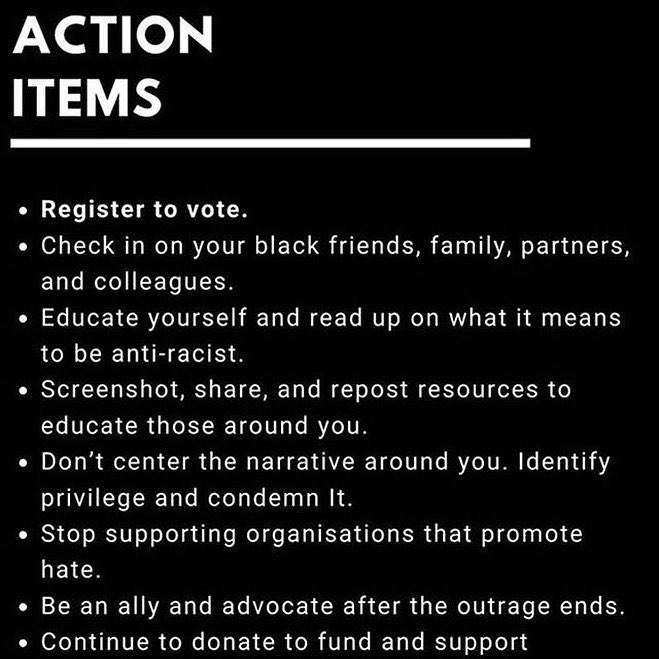 ACTION
ITEMS
• Register to vote.
• Check in on your black friends, family, partners,
and colleagues.
• Educate yourself and read up on what it means
to be anti-racist.
• Screenshot, share, and repost resources to
educate those around you.
• Don’t center the narrative around you. Identify
privilege and condemn It.
• Stop supporting organisations that promote
hate.
• Be an ally and advocate after the outrage ends.
• Continue to donate to fund and support